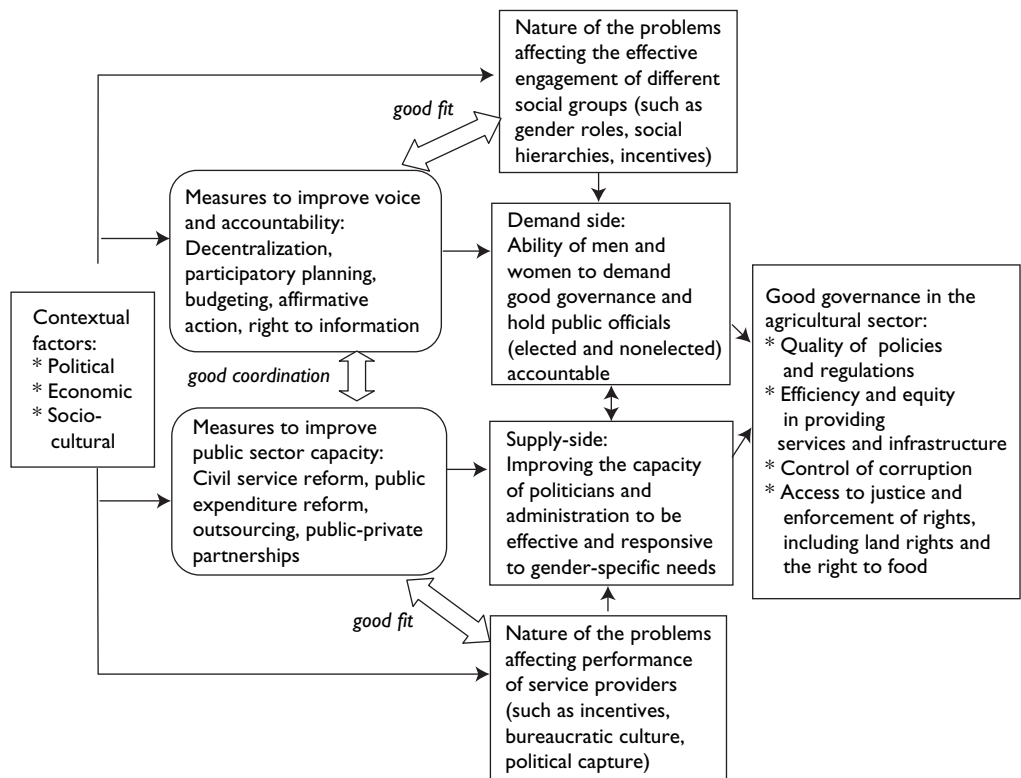 Nature of the problems
affecting the effective
engagement of different
social groups (such as
gender roles, social
hierarchies, incentives)
good fit
Measures to improve voice
and accountability:
Decentralization,
participatory planning,
budgeting, affirmative
action, right to information
Demand side:
Ability of men and
women to demand
good governance and
hold public officials
(elected and nonelected)
accountable
Contextual
factors:
* Political
* Economic
* Socio-
cultural
good coordination
Measures to improve
public sector capacity:
Civil service reform, public
expenditure reform,
outsourcing, public-private
partnerships
Supply-side:
Improving the capacity
of politicians and
administration to be
effective and responsive
to gender-specific needs
Good governance in the
agricultural sector:
* Quality of policies
and regulations
* Efficiency and equity
in providing
services and infrastructure
* Control of corruption
* Access to justice and
enforcement of rights,
including land rights and
the right to food
good fit
Nature of the problems
affecting performance
of service providers
(such as incentives,
bureaucratic culture,
political capture)